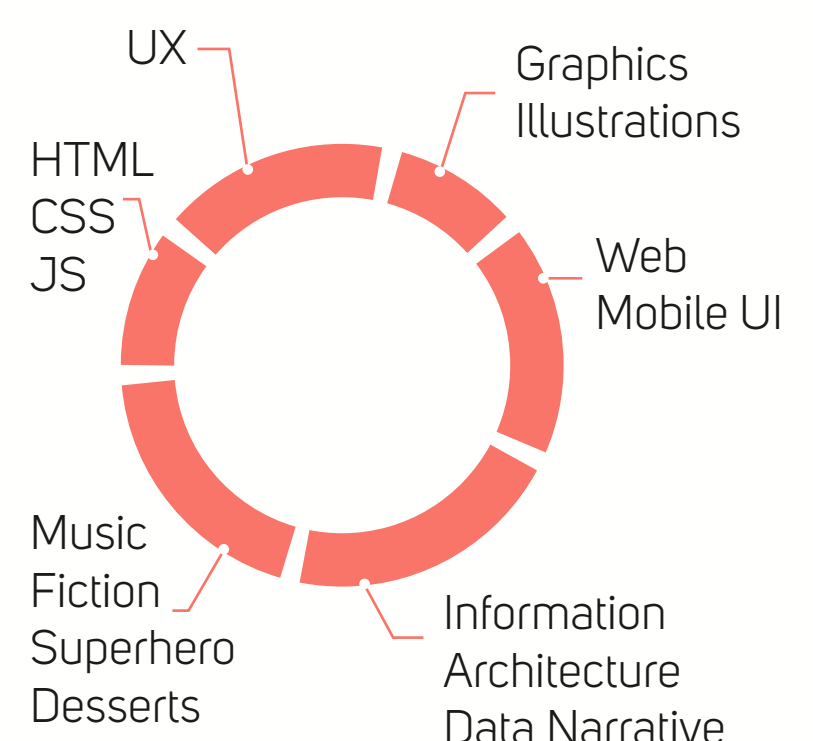 UX
Graphics
Illustrations
HTML
CSS
JS
Web
Mobile UI
Music
Fiction
Superhero
Desserts
Information
Architecture
Data Narrative